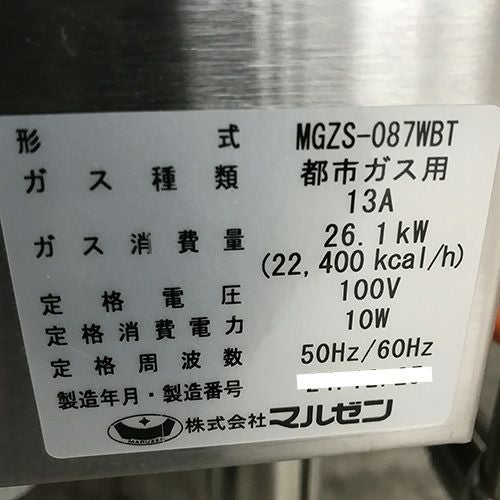 形式 MGZS-087WBT
ガス種類 都市ガス用
13A
ガス消費量 26.1kW
(22,400kcal/h)
定格電圧 100V
定格消費電力 10W
定格周波数 50Hz/60Hz
製造年月・製造番号
MARUZEN 株式会社マルゼン